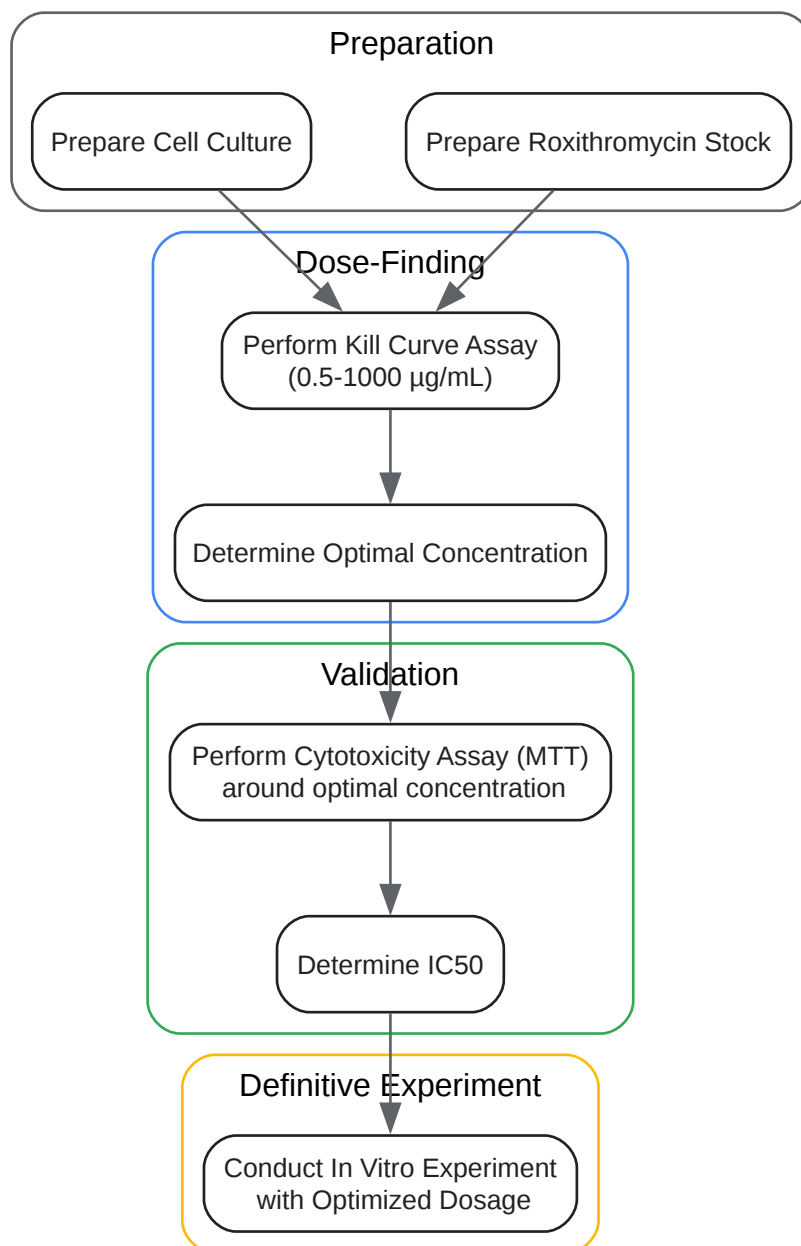 Preparation
Prepare Cell Culture
Prepare Roxithromycin Stock
Dose-Finding
Perform Kill Curve Assay
(0.5-1000 µg/mL)
Determine Optimal Concentration
Validation
Perform Cytotoxicity Assay (MTT)
around optimal concentration
Determine IC50
Definitive Experiment
Conduct In Vitro Experiment
with Optimized Dosage